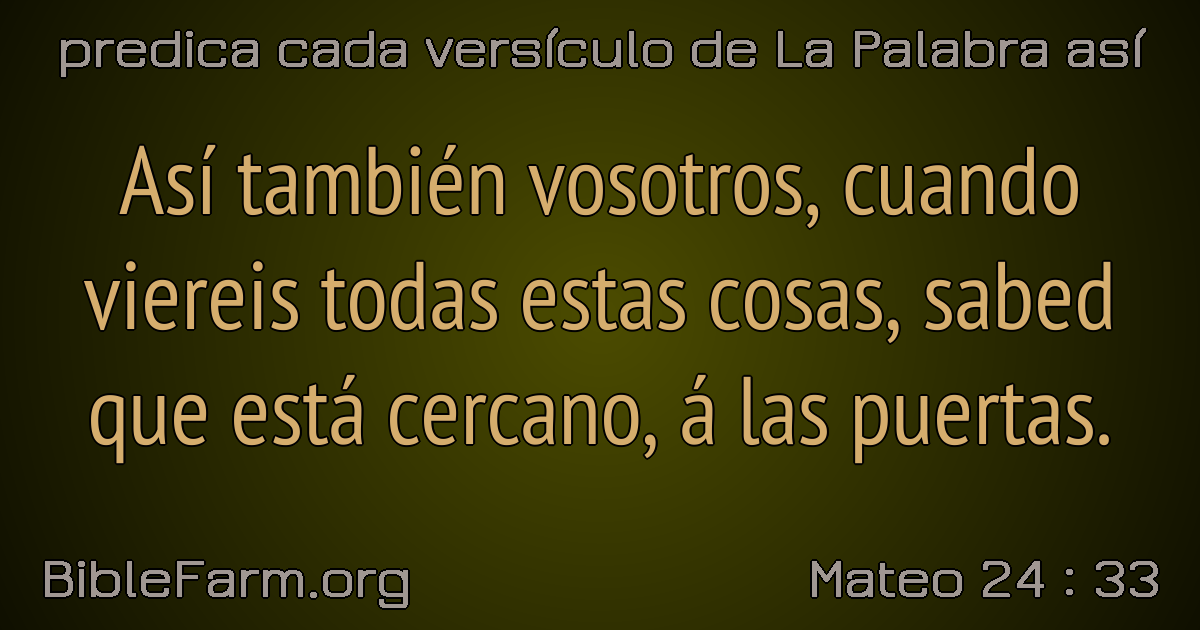 predica cada versículo de La Palabra así
Así también vosotros, cuando
viereis todas estas cosas, sabed
que está cercano, á las puertas.
BibleFarm.org
Mateo 24 : 33